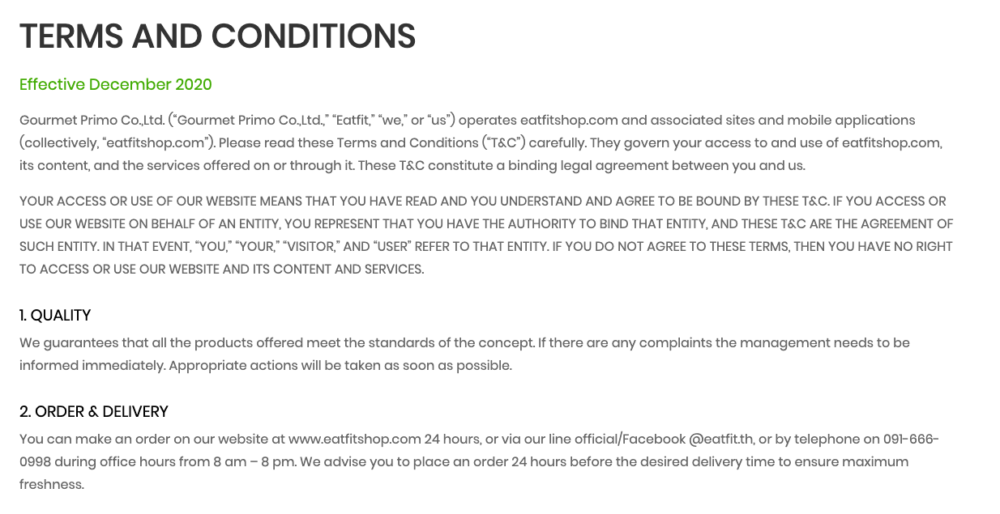 TERMS AND CONDITIONS
Effective December 2020
Gourmet Primo Co.,Ltd. (“Gourmet Primo Co.,Ltd.,” “Eatfit,” “we,” or “us”) operates eatfitshop.com and associated sites and mobile applications
(collectively, “eatfitshop.com”). Please read these Terms and Conditions (“T&C”) carefully. They govern your access to and use of eatfitshop.com,
its content, and the services offered on or through it. These T&C constitute a binding legal agreement between you and us.
YOUR ACCESS OR USE OF OUR WEBSITE MEANS THAT YOU HAVE READ AND YOU UNDERSTAND AND AGREE TO BE BOUND BY THESE T&C. IF YOU ACCESS OR
USE OUR WEBSITE ON BEHALF OF AN ENTITY, YOU REPRESENT THAT YOU HAVE THE AUTHORITY TO BIND THAT ENTITY, AND THESE T&C ARE THE AGREEMENT OF
SUCH ENTITY. IN THAT EVENT, “YOU,” “YOUR,” “VISITOR,” AND “USER” REFER TO THAT ENTITY. IF YOU DO NOT AGREE TO THESE TERMS, THEN YOU HAVE NO RIGHT
TO ACCESS OR USE OUR WEBSITE AND ITS CONTENT AND SERVICES.
1. QUALITY
We guarantees that all the products offered meet the standards of the concept. If there are any complaints the management needs to be
informed immediately. Appropriate actions will be taken as soon as possible.
2. ORDER & DELIVERY
You can make an order on our website at www.eatfitshop.com 24 hours, or via our line official/Facebook @eatfit.th, or by telephone on 091-666-
0998 during office hours from 8 am – 8 pm. We advise you to place an order 24 hours before the desired delivery time to ensure maximum
freshness.